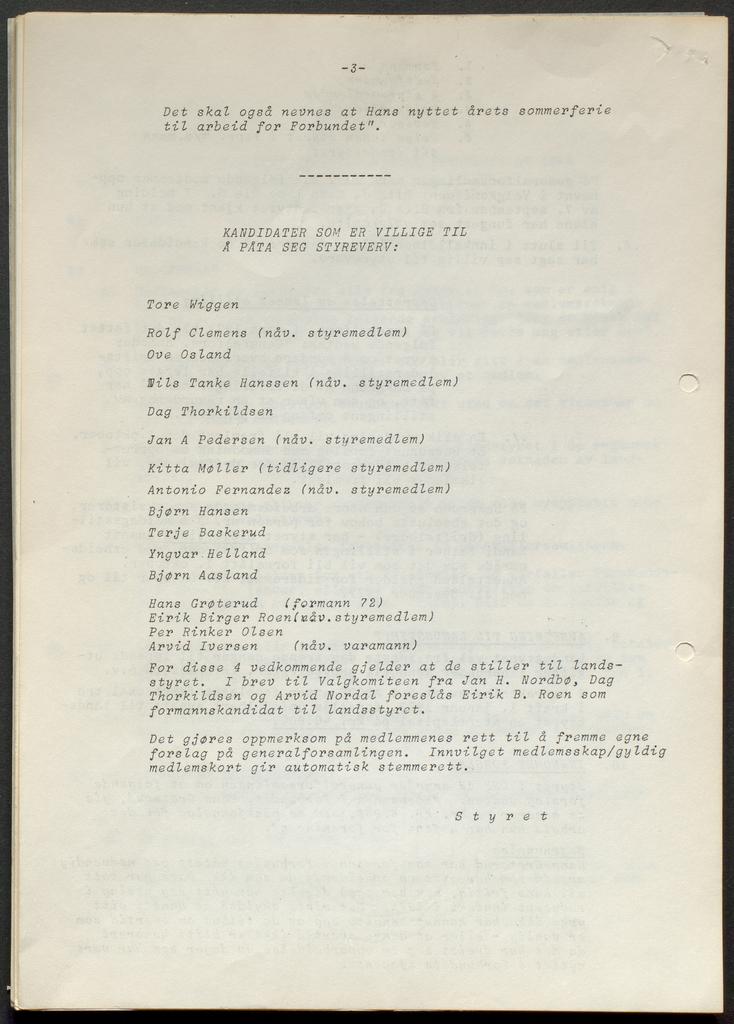 -3-
Det skal også nevnes at Hans nyttet årets sommerferie
til arbeid for Forbundet".
KANDIDATER SOM ER VILLIGE TIL
Å PÅTA SEG STYREVERV:
Tore Wiggen
Rolf Clemens (nåv. styremedlem)
Ove Osland
Nils Tanke Hanssen (nåv. styremedlem)
Dag Thorkildsen
Jan A Pedersen (nåv. styremedlem)
Kitta Møller (tidligere styremedlem)
Antonio Fernandez (nåv. styremedlem)
Bjørn Hansen
Terje Baskerud
Yngvar Helland
Bjørn Aasland
Hans Grøterud (formann 72)
Eirik Birger Roen(nåv.styremedlem)
Per Rinker Olsen
Arvid Iversen (nåv. varamann)
For disse 4 vedkommende gjelder at de stiller til lands-
styret. I brev til Valgkomiteen fra Jan H. Nordbø, Dag
Thorkildsen og Arvid Nordal foreslås Eirik B. Roen som
formannskandidat til landsstyret.
Det gjøres oppmerksom på medlemmenes rett til å fremme egne
forslag på generalforsamlingen. Innvilget medlemsskap/gyldig
medlemskort gir automatisk stemmerett.
S t y r e t